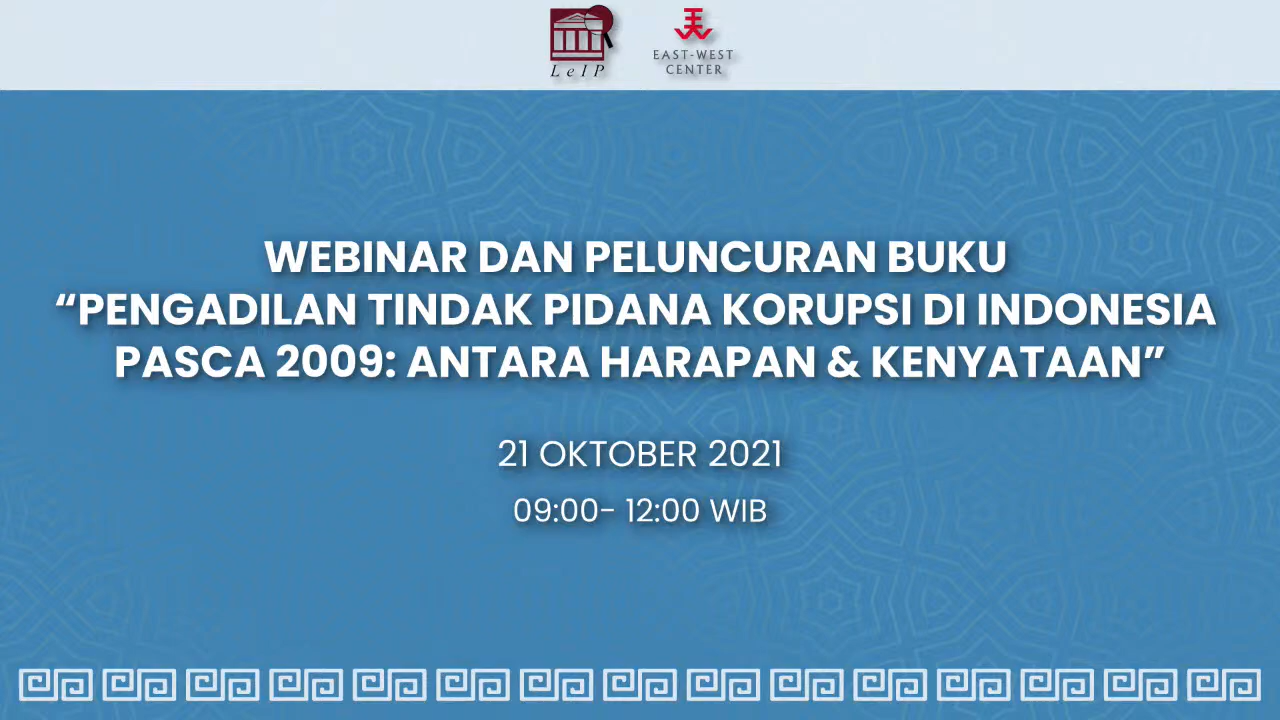 LeIP
EAST-WEST
CENTER
WEBINAR DAN PELUNCURAN BUKU
“PENGADILAN TINDAK PIDANA KORUPSI DI INDONESIA
PASCA 2009: ANTARA HARAPAN & KENYATAAN”
21 OKTOBER 2021
09:00- 12:00 WIB